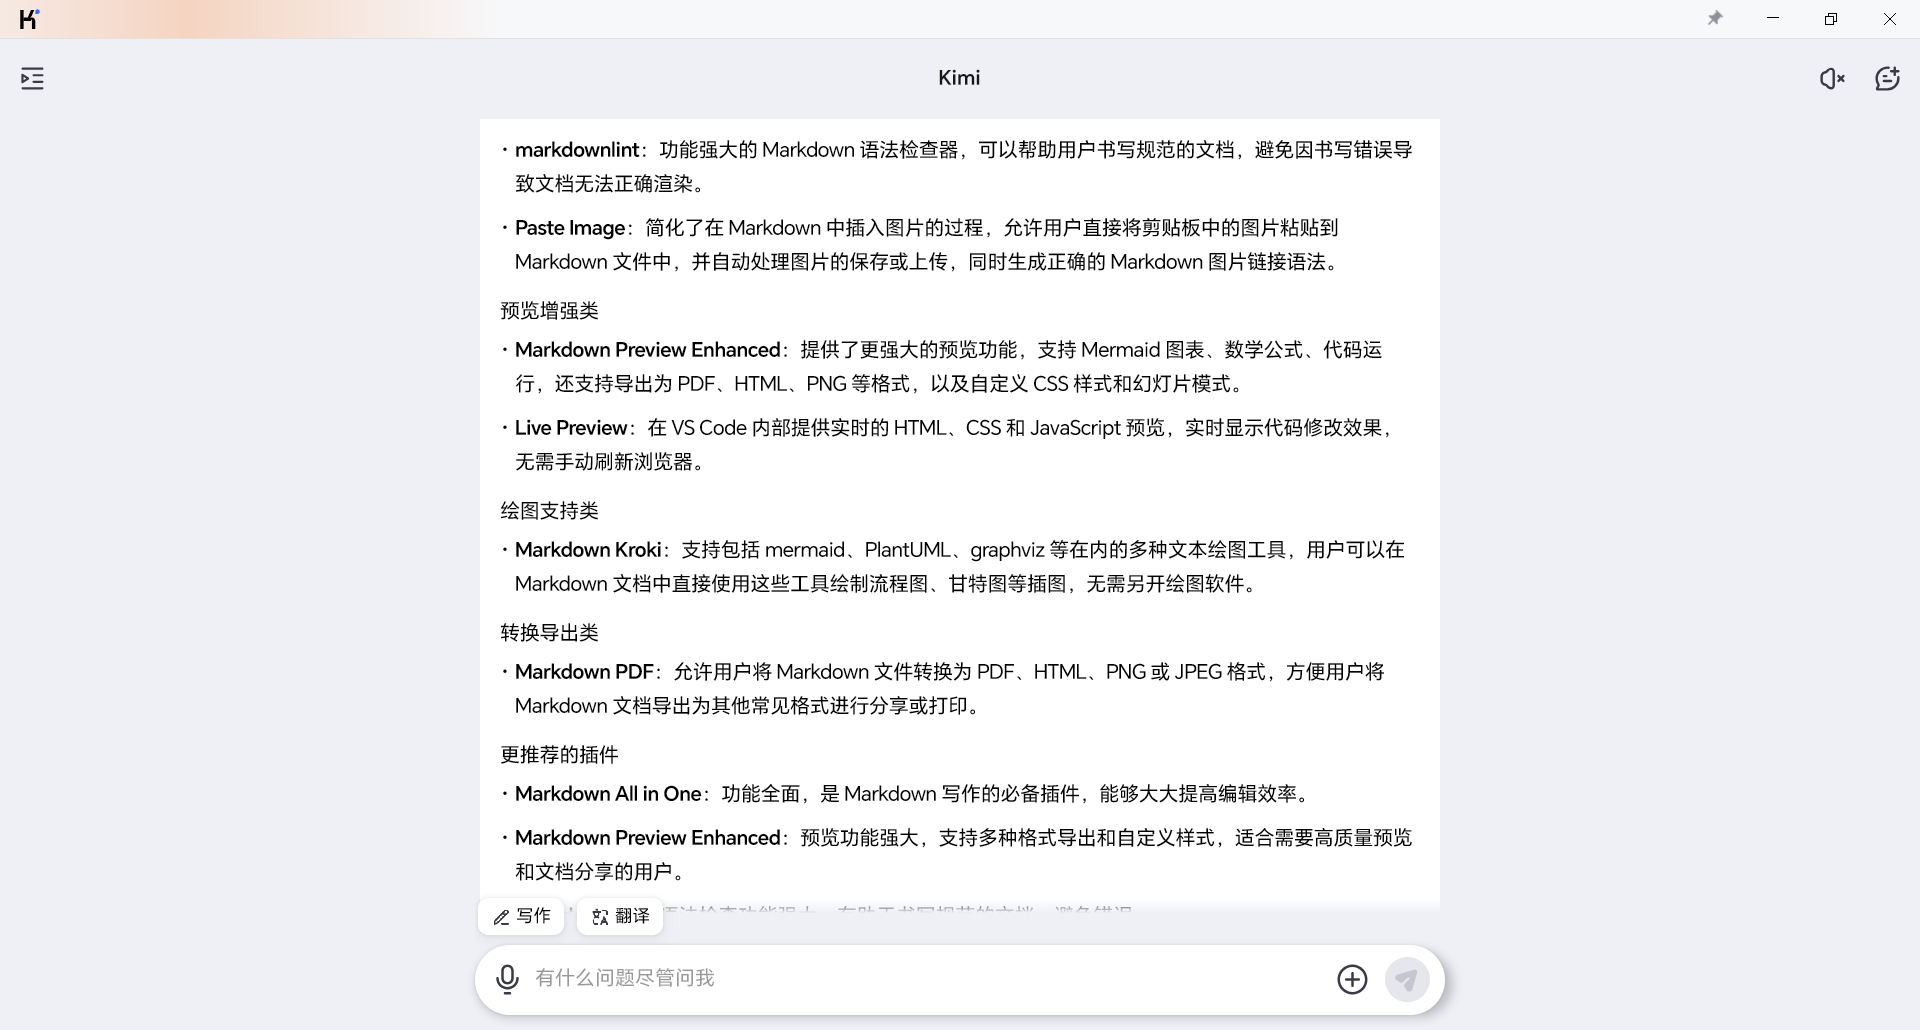 Kimi
· markdownlint：功能强大的 Markdown 语法检查器，可以帮助用户书写规范的文档，避免因书写错误导
致文档无法正确渲染。
· Paste Image：简化了在 Markdown 中插入图片的过程，允许用户直接将剪贴板中的图片粘贴到
Markdown 文件中，并自动处理图片的保存或上传，同时生成正确的 Markdown 图片链接语法。
预览增强类
· Markdown Preview Enhanced：提供了更强大的预览功能，支持 Mermaid 图表、数学公式、代码运
行，还支持导出为 PDF、HTML、PNG 等格式，以及自定义 CSS 样式和幻灯片模式。
· Live Preview：在 VS Code 内部提供实时的 HTML、CSS 和 JavaScript 预览，实时显示代码修改效果，
无需手动刷新浏览器。
绘图支持类
· Markdown Kroki：支持包括 mermaid、PlantUML、graphviz 等在内的多种文本绘图工具，用户可以在
Markdown 文档中直接使用这些工具绘制流程图、甘特图等插图，无需另开绘图软件。
转换导出类
· Markdown PDF：允许用户将 Markdown 文件转换为 PDF、HTML、PNG 或 JPEG 格式，方便用户将
Markdown 文档导出为其他常见格式进行分享或打印。
更推荐的插件
· Markdown All in One：功能全面，是 Markdown 写作的必备插件，能够大大提高编辑效率。
· Markdown Preview Enhanced：预览功能强大，支持多种格式导出和自定义样式，适合需要高质量预览
和文档分享的用户。
写作
翻译
有什么问题尽管问我